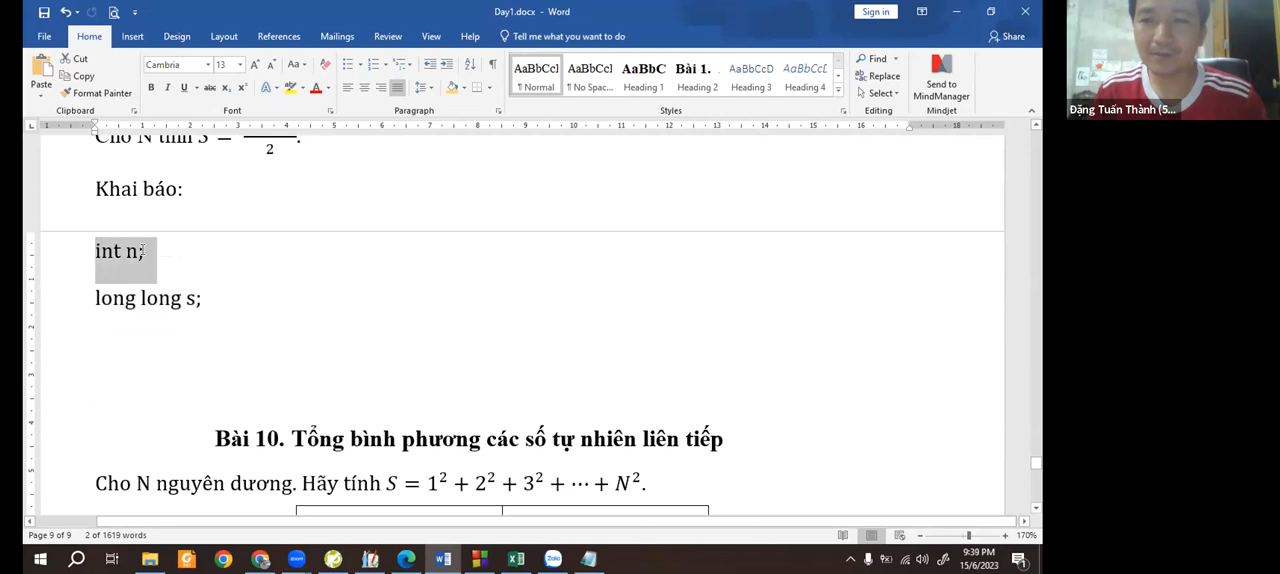 Day1.docx - Word
Sign in
File Home Insert Design Layout References Mailings Review View Help Tell me what you want to do Share
Cut
Copy
Format Painter
Paste
Clipboard
Cambria 13
Font
Paragraph
AaBbCcI AaBbCcI AaBbC Bài 1. AaBbCcD AaBbCcD
¶ Normal ¶ No Spac... Heading 1 Heading 2 Heading 3 Heading 4
Styles
Find
Replace
Select
Editing
Send to
MindManager
Mindjet
Đặng Tuấn Thành (5...
Cho N tính S = 2.
Khai báo:
int n;
long long s;
Bài 10. Tổng bình phương các số tự nhiên liên tiếp
Cho N nguyên dương. Hãy tính S = 1² + 2² + 3² + ⋯ + N².
Page 9 of 9 2 of 1619 words
170%
9:39 PM
15/6/2023